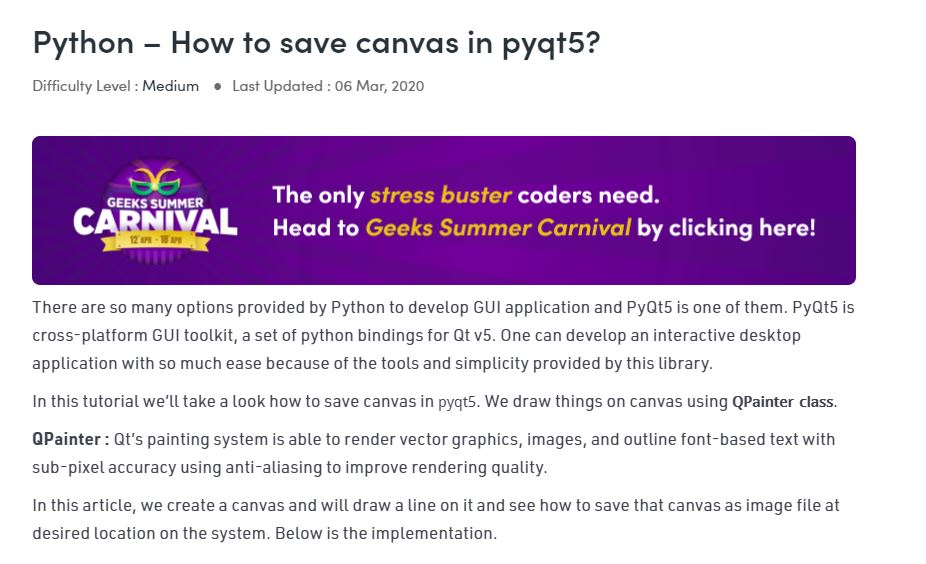 Python – How to save canvas in pyqt5?
Difficulty Level : Medium ● Last Updated : 06 Mar, 2020
GEEKS SUMMER
CARNIVAL
12 APR - 18 APR
The only stress buster coders need.
Head to Geeks Summer Carnival by clicking here!
There are so many options provided by Python to develop GUI application and PyQt5 is one of them. PyQt5 is
cross-platform GUI toolkit, a set of python bindings for Qt v5. One can develop an interactive desktop
application with so much ease because of the tools and simplicity provided by this library.
In this tutorial we’ll take a look how to save canvas in pyqt5. We draw things on canvas using QPainter class.
QPainter : Qt’s painting system is able to render vector graphics, images, and outline font-based text with
sub-pixel accuracy using anti-aliasing to improve rendering quality.
In this article, we create a canvas and will draw a line on it and see how to save that canvas as image file at
desired location on the system. Below is the implementation.